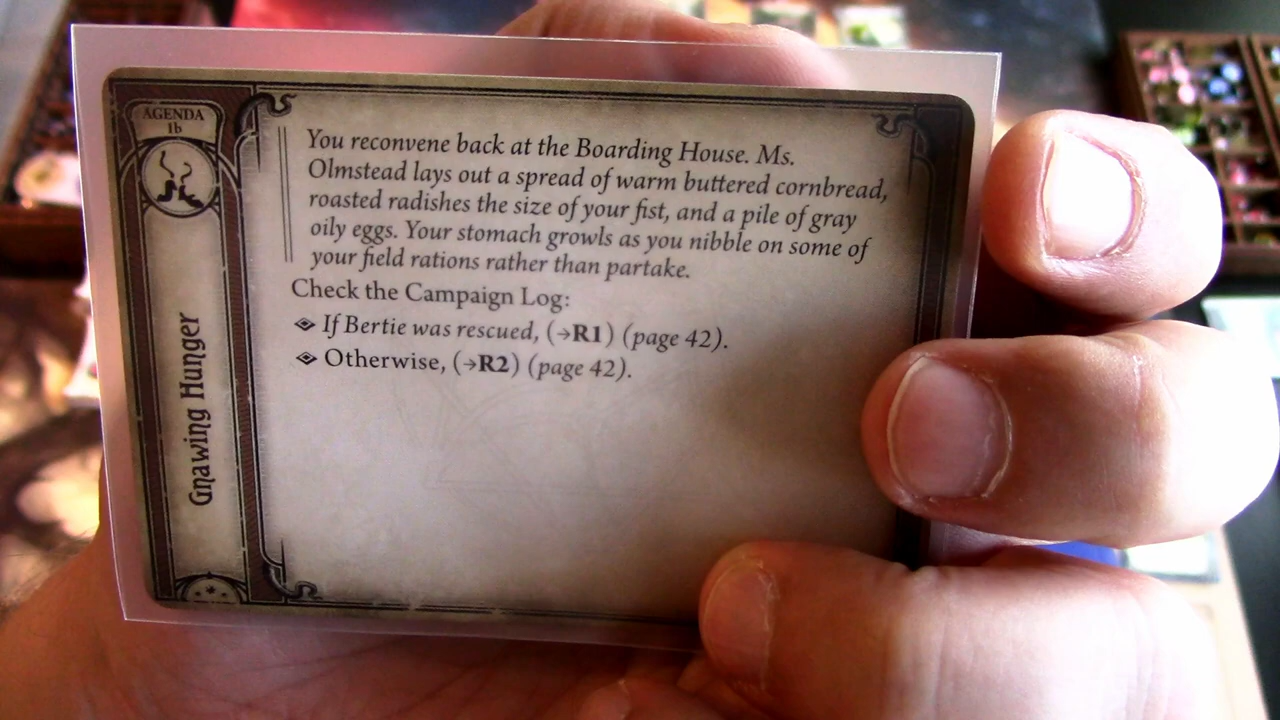 AGENDA
1b
You reconvene back at the Boarding House. Ms.
Olmstead lays out a spread of warm buttered cornbread,
roasted radishes the size of your fist, and a pile of gray
oily eggs. Your stomach growls as you nibble on some of
your field rations rather than partake.
Check the Campaign Log:
If Bertie was rescued, (→R1) (page 42).
Otherwise, (→R2) (page 42).
Gnawing Hunger